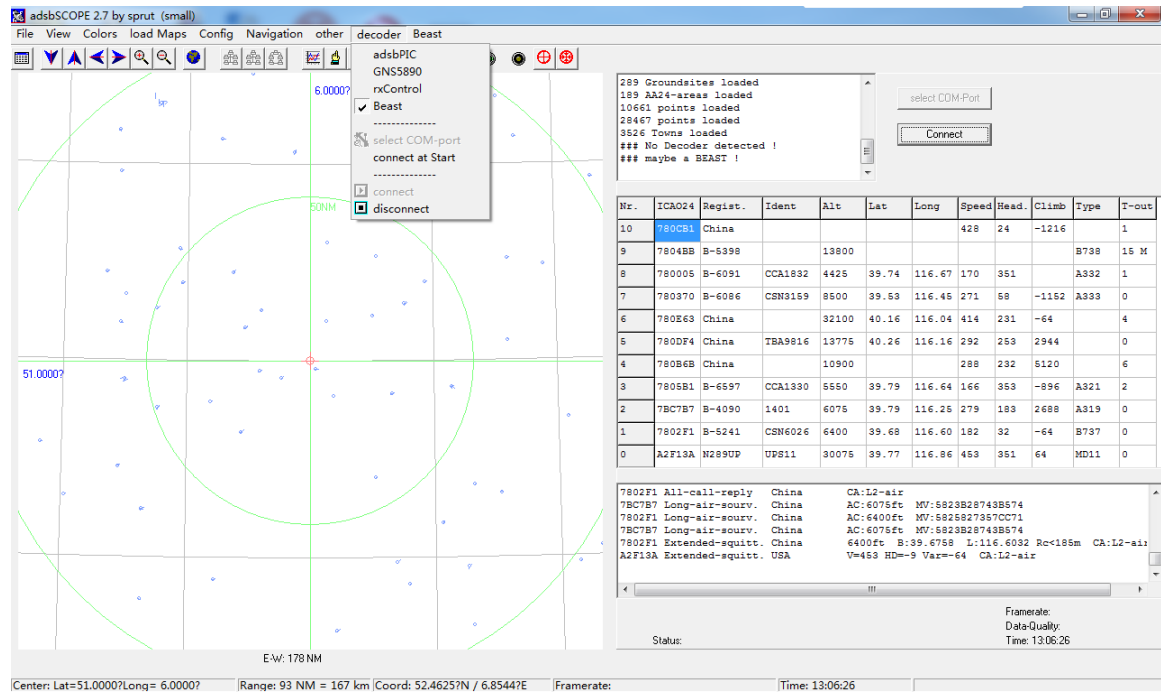 adsbSCOPE 2.7 by sprut (small)
File View Colors load Maps Config Navigation other decoder Beast
adsbPIC
GNS5890
rxControl
Beast
--------------
select COM-port
connect at Start
--------------
connect
disconnect
6.0000?
50NM
51.0000?
E-W: 178 NM
289 Groundsites loaded
189 AA24-areas loaded
10661 points loaded
28467 points loaded
3526 Towns loaded
### No Decoder detected !
### maybe a BEAST !
select COM-Port
Connect
Nr. ICAO24 Regist. Ident Alt Lat Long Speed Head. Climb Type T-out
10 780CB1 China 428 24 -1216 1
9 7804BB B-5398 13800 B738 15 M
8 780005 B-6091 CCA1832 4425 39.74 116.67 170 351 A332 1
7 780370 B-6086 CSN3159 8500 39.53 116.45 271 58 -1152 A333 0
6 780E63 China 32100 40.16 116.04 414 231 -64 4
5 780DF4 China TBA9816 13775 40.26 116.16 292 253 2944 0
4 780B6B China 10900 288 232 5120 6
3 7805B1 B-6597 CCA1330 5550 39.79 116.64 166 353 -896 A321 2
2 7BC7B7 B-4090 1401 6075 39.79 116.25 279 183 2688 A319 0
1 7802F1 B-5241 CSN6026 6400 39.68 116.60 182 32 -64 B737 0
0 A2F13A N289UP UPS11 30075 39.77 116.86 453 351 64 MD11 0
7802F1 All-call-reply China CA:L2-air
7BC7B7 Long-air-sourv. China AC:6075ft MV:5823B28743B574
7802F1 Long-air-sourv. China AC:6400ft MV:5825827357CC71
7BC7B7 Long-air-sourv. China AC:6075ft MV:5823B28743B574
7802F1 Extended-squitt. China 6400ft B:39.6758 L:116.6032 Rc<185m CA:L2-air
A2F13A Extended-squitt. USA V=453 HD=-9 Var=-64 CA:L2-air
Framerate:
Data-Quality:
Status: Time: 13:06:26
Center: Lat=51.0000?Long= 6.0000? Range: 93 NM = 167 km Coord: 52.4625?N / 6.8544?E Framerate: Time: 13:06:26